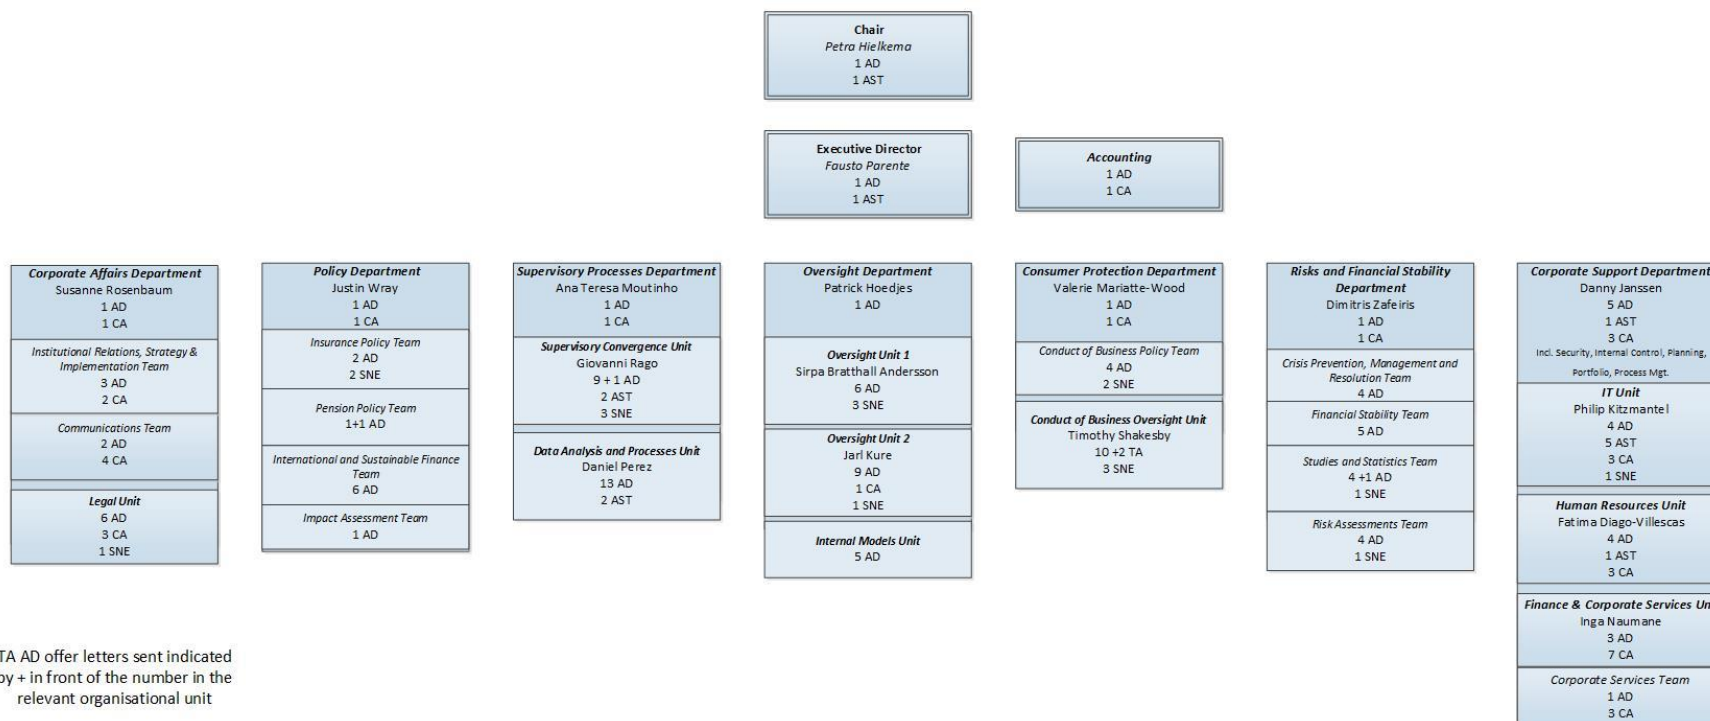 Chair
Petra Hielkema
1 AD
1 AST
Executive Director
Fausto Parente
1 AD
1 AST
Accounting
1 AD
1 CA
Corporate Affairs Department
Susanne Rosenbaum
1 AD
1 CA
Institutional Relations, Strategy &
Implementation Team
3 AD
2 CA
Communications Team
2 AD
4 CA
Legal Unit
6 AD
3 CA
1 SNE
Policy Department
Justin Wray
1 AD
1 CA
Insurance Policy Team
2 AD
2 SNE
Pension Policy Team
1+1 AD
International and Sustainable Finance
Team
6 AD
Impact Assessment Team
1 AD
Supervisory Processes Department
Ana Teresa Moutinho
1 AD
1 CA
Supervisory Convergence Unit
Giovanni Rago
9 + 1 AD
2 AST
3 SNE
Data Analysis and Processes Unit
Daniel Perez
13 AD
2 AST
Oversight Department
Patrick Hoedjes
1 AD
Oversight Unit 1
Sirpa Bratthall Andersson
6 AD
3 SNE
Oversight Unit 2
Jarl Kure
9 AD
1 CA
1 SNE
Internal Models Unit
5 AD
Consumer Protection Department
Valerie Mariatte-Wood
1 AD
1 CA
Conduct of Business Policy Team
4 AD
2 SNE
Conduct of Business Oversight Unit
Timothy Shakesby
10 +2 TA
3 SNE
Risks and Financial Stability
Department
Dimitris Zafeiris
1 AD
1 CA
Crisis Prevention, Management and
Resolution Team
4 AD
Financial Stability Team
5 AD
Studies and Statistics Team
4 +1 AD
1 SNE
Risk Assessments Team
4 AD
1 SNE
Corporate Support Department
Danny Janssen
5 AD
1 AST
3 CA
Incl. Security, Internal Control, Planning,
Portfolio, Process Mgt.
IT Unit
Philip Kitzmantel
4 AD
5 AST
3 CA
1 SNE
Human Resources Unit
Fatima Diago-Villescas
4 AD
1 AST
3 CA
Finance & Corporate Services Un
Inga Naumane
3 AD
7 CA
Corporate Services Team
1 AD
3 CA
TA AD offer letters sent indicated
by + in front of the number in the
relevant organisational unit